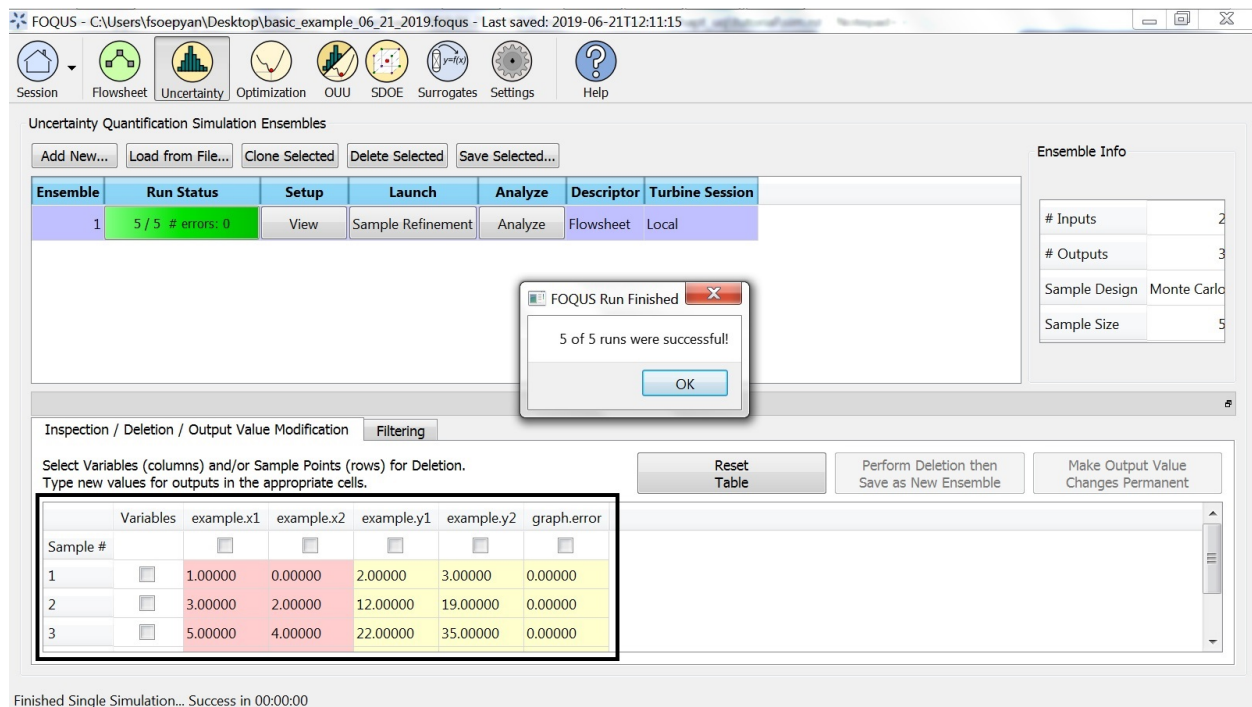 FOQUS - C:\Users\fsoepyan\Desktop\basic_example_06_21_2019.foqus - Last saved: 2019-06-21T12:11:15
Session Flowsheet Uncertainty Optimization OUU SDOE Surrogates Settings Help
y=f(x)
Uncertainty Quantification Simulation Ensembles
Add New... Load from File... Clone Selected Delete Selected Save Selected...
Ensemble Run Status Setup Launch Analyze Descriptor Turbine Session
1 5 / 5 # errors: 0 View Sample Refinement Analyze Flowsheet Local
Ensemble Info
# Inputs 2
# Outputs 3
Sample Design Monte Carlo
Sample Size 5
FOQUS Run Finished
5 of 5 runs were successful!
OK
Inspection / Deletion / Output Value Modification Filtering
Select Variables (columns) and/or Sample Points (rows) for Deletion.
Type new values for outputs in the appropriate cells.
Reset
Table
Perform Deletion then
Save as New Ensemble
Make Output Value
Changes Permanent
Variables example.x1 example.x2 example.y1 example.y2 graph.error
Sample #
1 1.00000 0.00000 2.00000 3.00000 0.00000
2 3.00000 2.00000 12.00000 19.00000 0.00000
3 5.00000 4.00000 22.00000 35.00000 0.00000
Finished Single Simulation... Success in 00:00:00